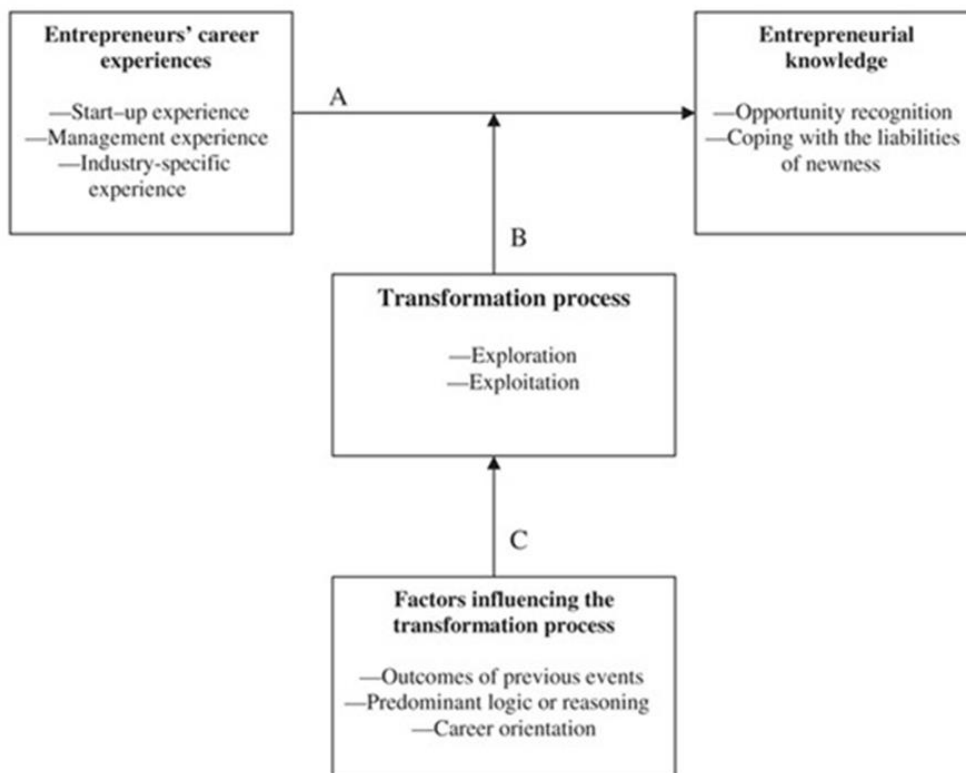 Entrepreneurs’ career
experiences
—Start–up experience
—Management experience
—Industry-specific
experience
A
Entrepreneurial
knowledge
—Opportunity recognition
—Coping with the liabilities
of newness
B
Transformation process
—Exploration
—Exploitation
C
Factors influencing the
transformation process
—Outcomes of previous events
—Predominant logic or reasoning
—Career orientation